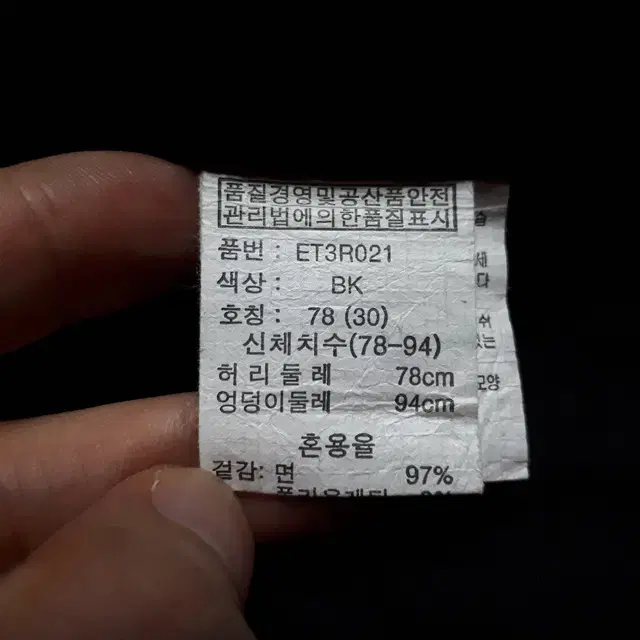 품질경영및공산품안전
관리법에의한품질표시
품번 : ET3R021
색상 : BK
호칭 : 78 (30)
신체치수(78-94)
허리둘레 78cm
엉덩이둘레 94cm
혼용율
겉감: 면 97%
모양